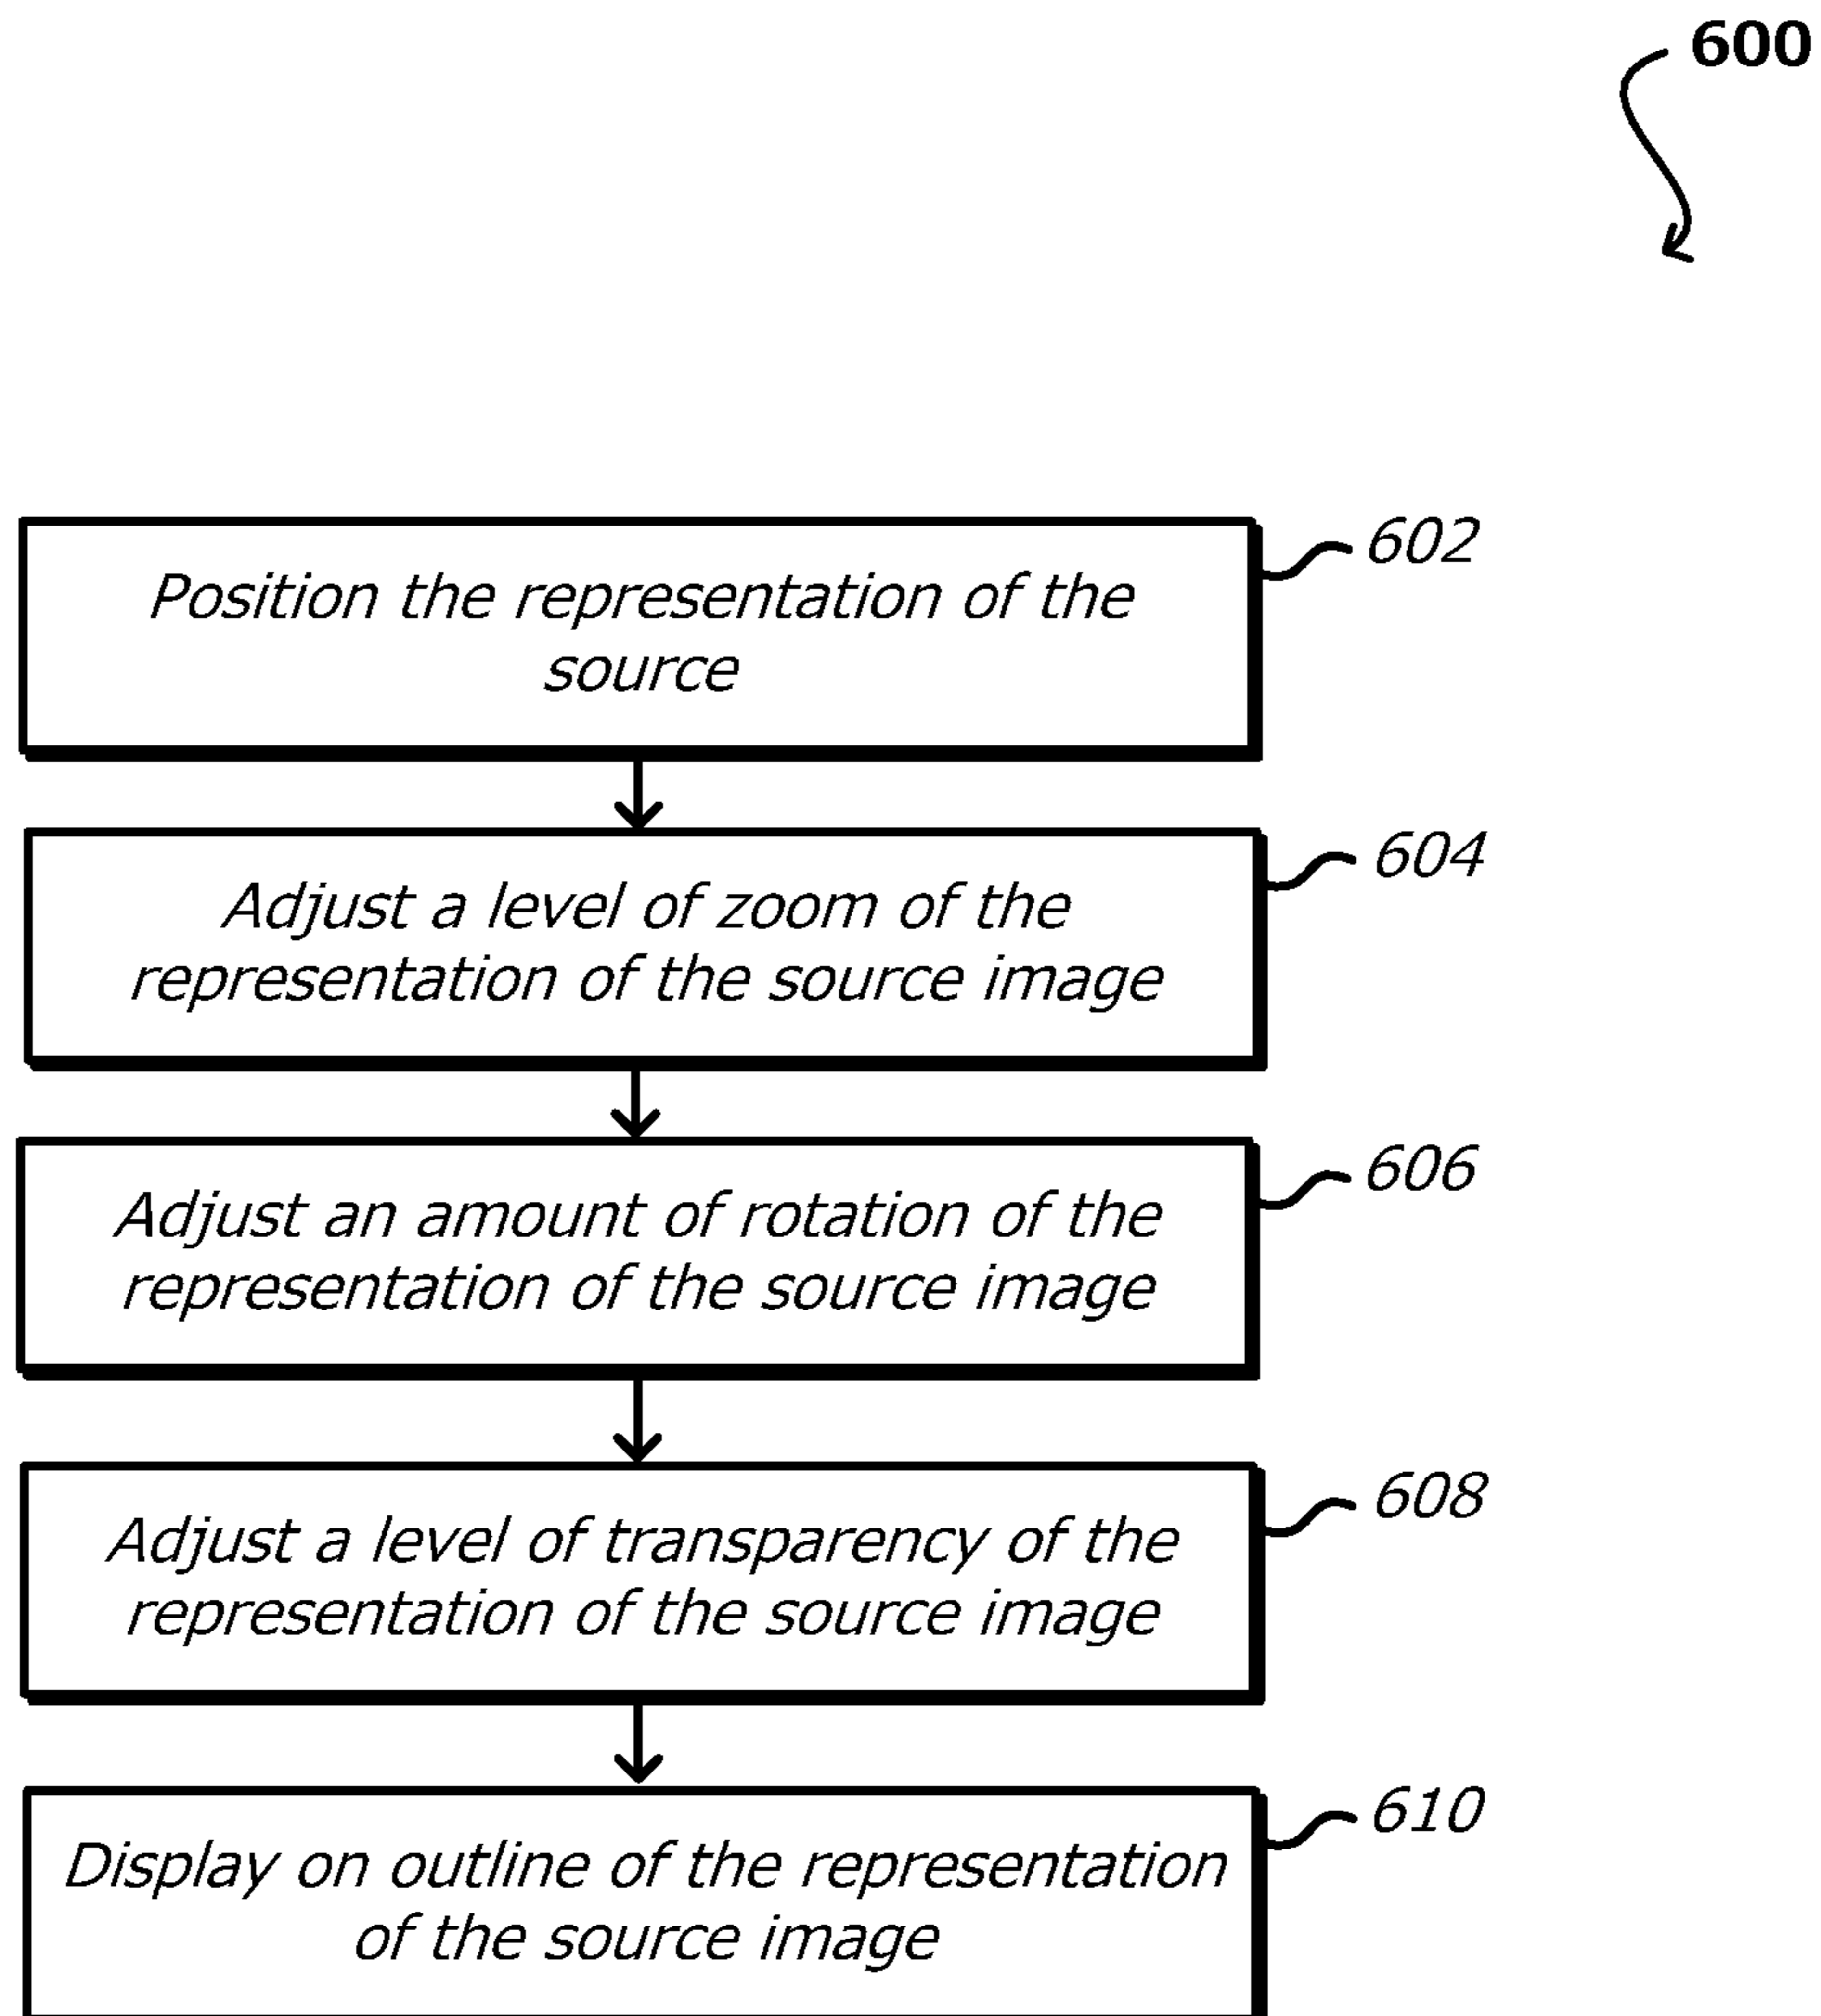 600
602
Position the representation of the
source
604
Adjust a level of zoom of the
representation of the source image
606
Adjust an amount of rotation of the
representation of the source image
608
Adjust a level of transparency of the
representation of the source image
610
Display on outline of the representation
of the source image